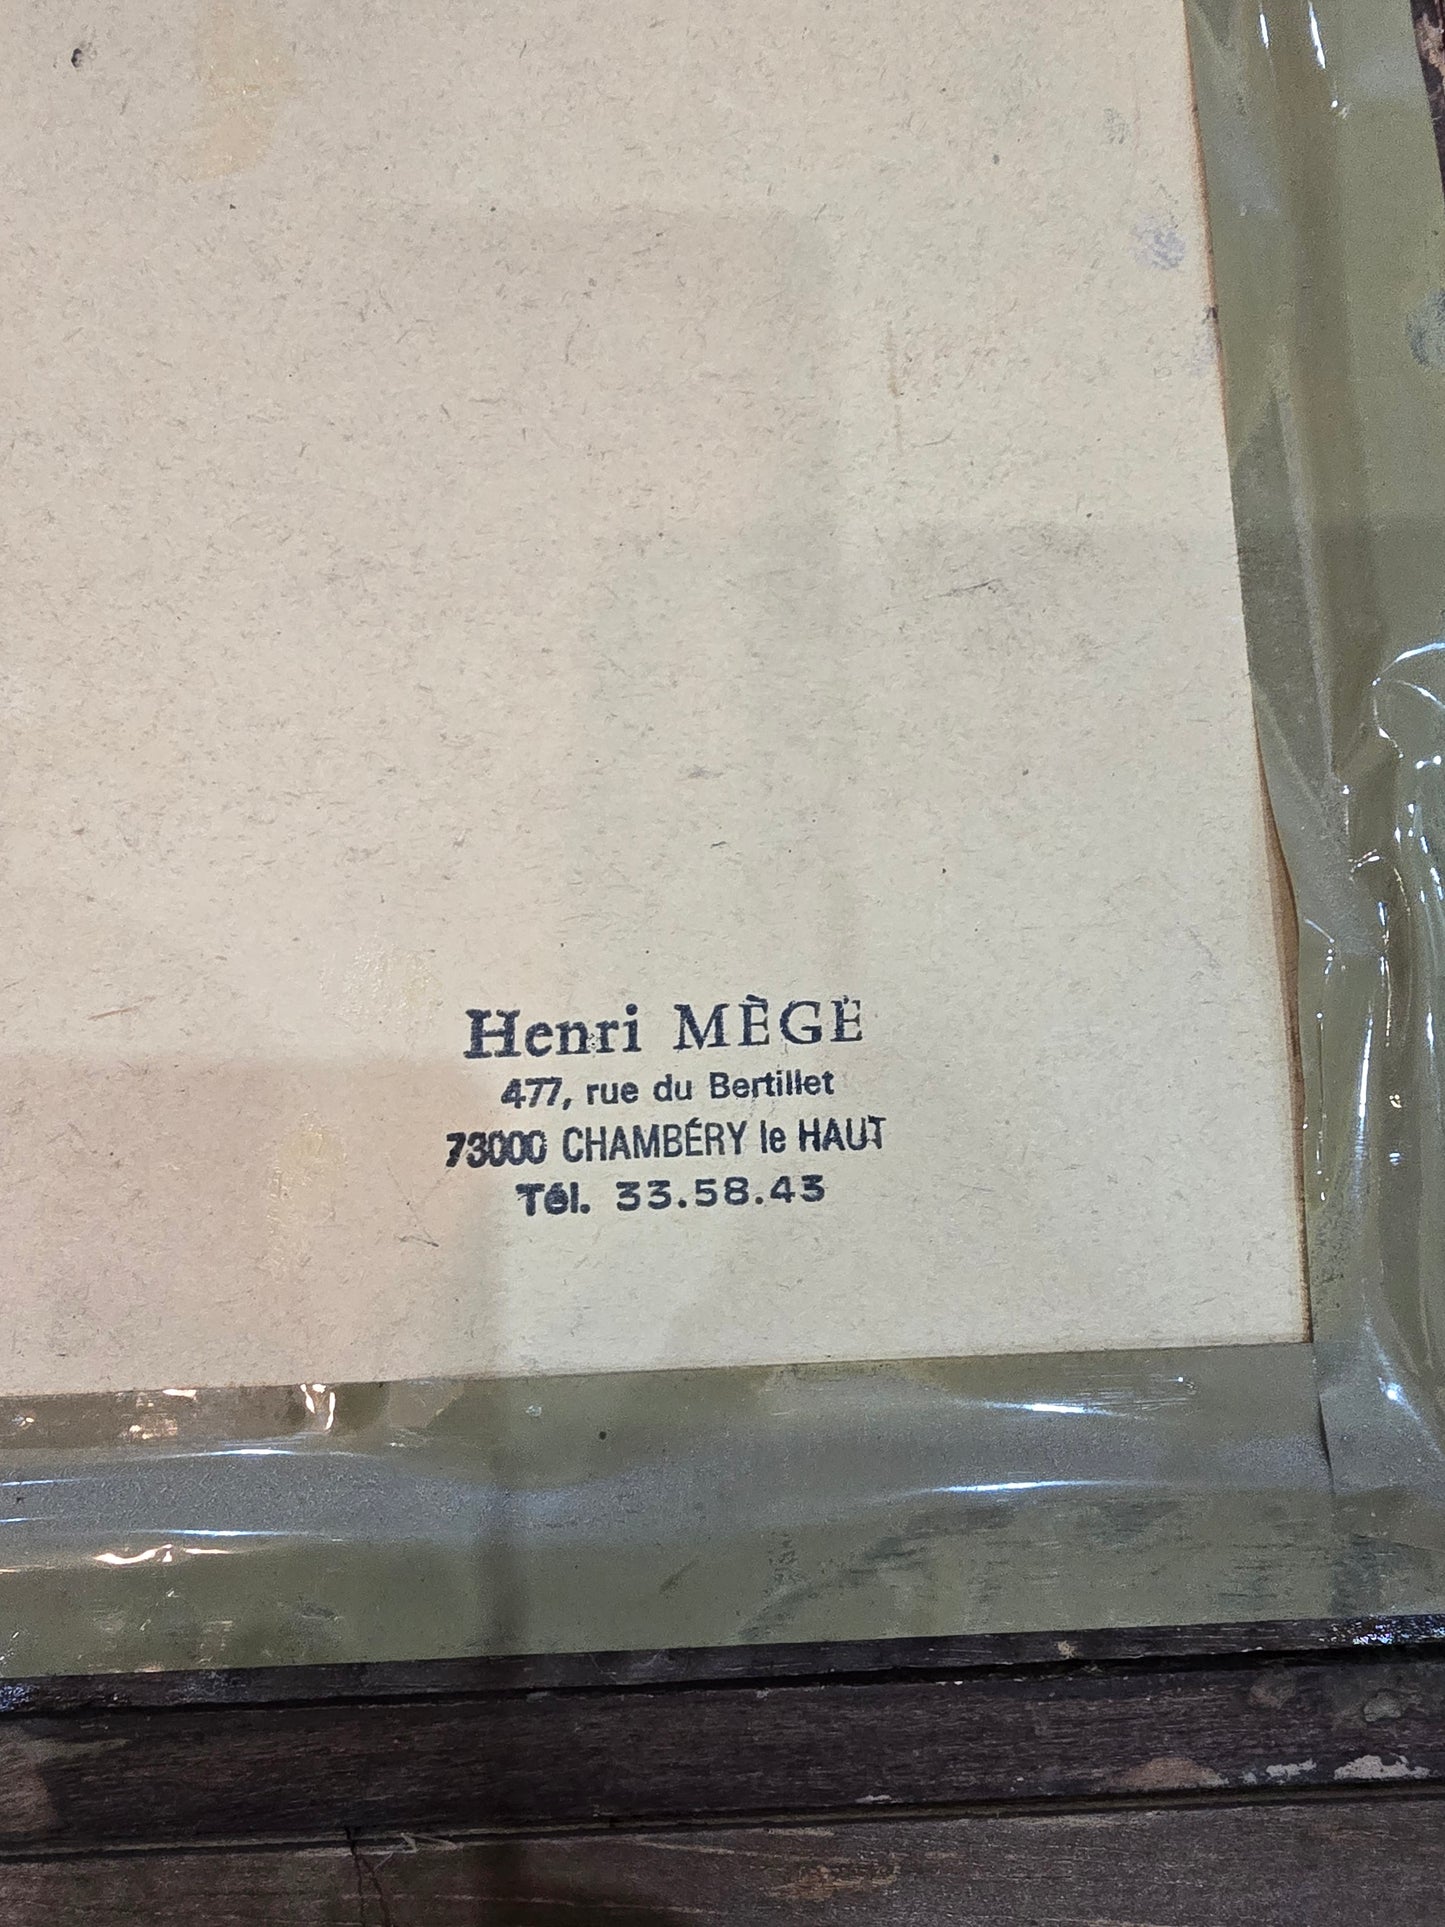 Henri MÈGE
477, rue du Bertillet
73000 CHAMBÉRY le HAUT
Tél. 33.58.43